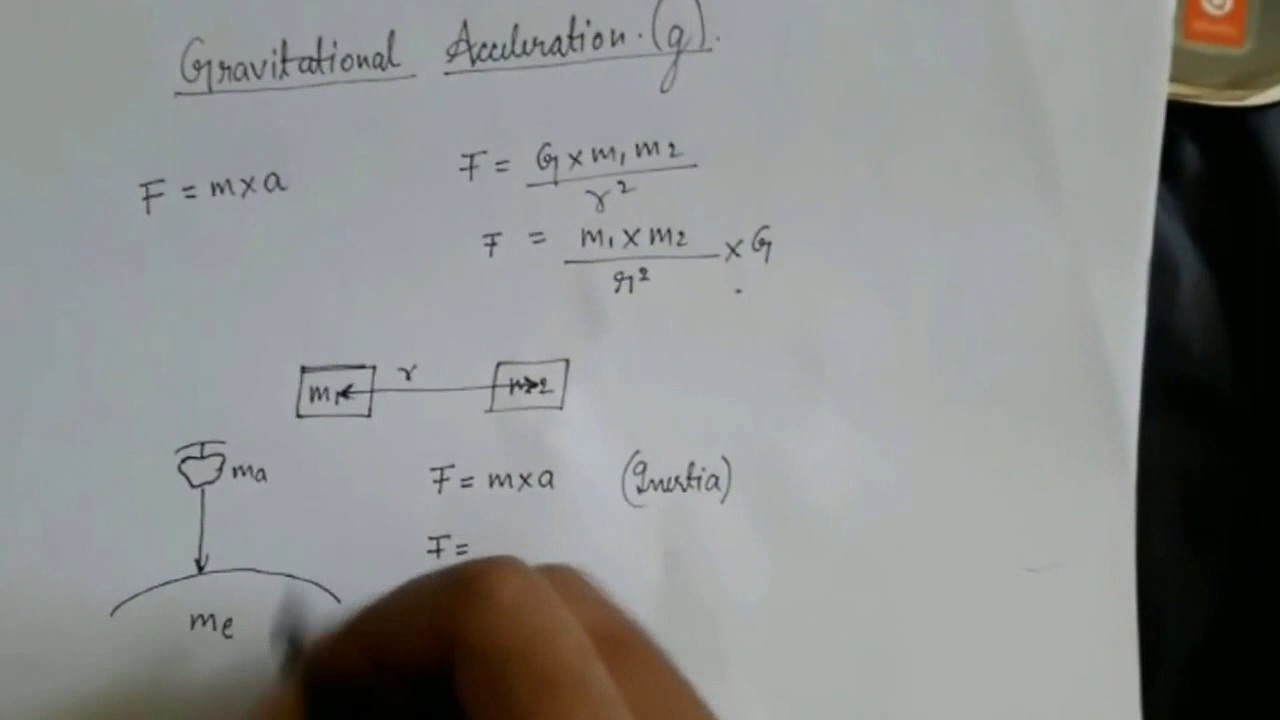 Gravitational Acceleration. (g).
F = m×a
F = G×m₁m₂ / r²
F = m₁×m₂ / r² ×G
m₁ r m2
ma
F = m×a (Inertia)
F =
me